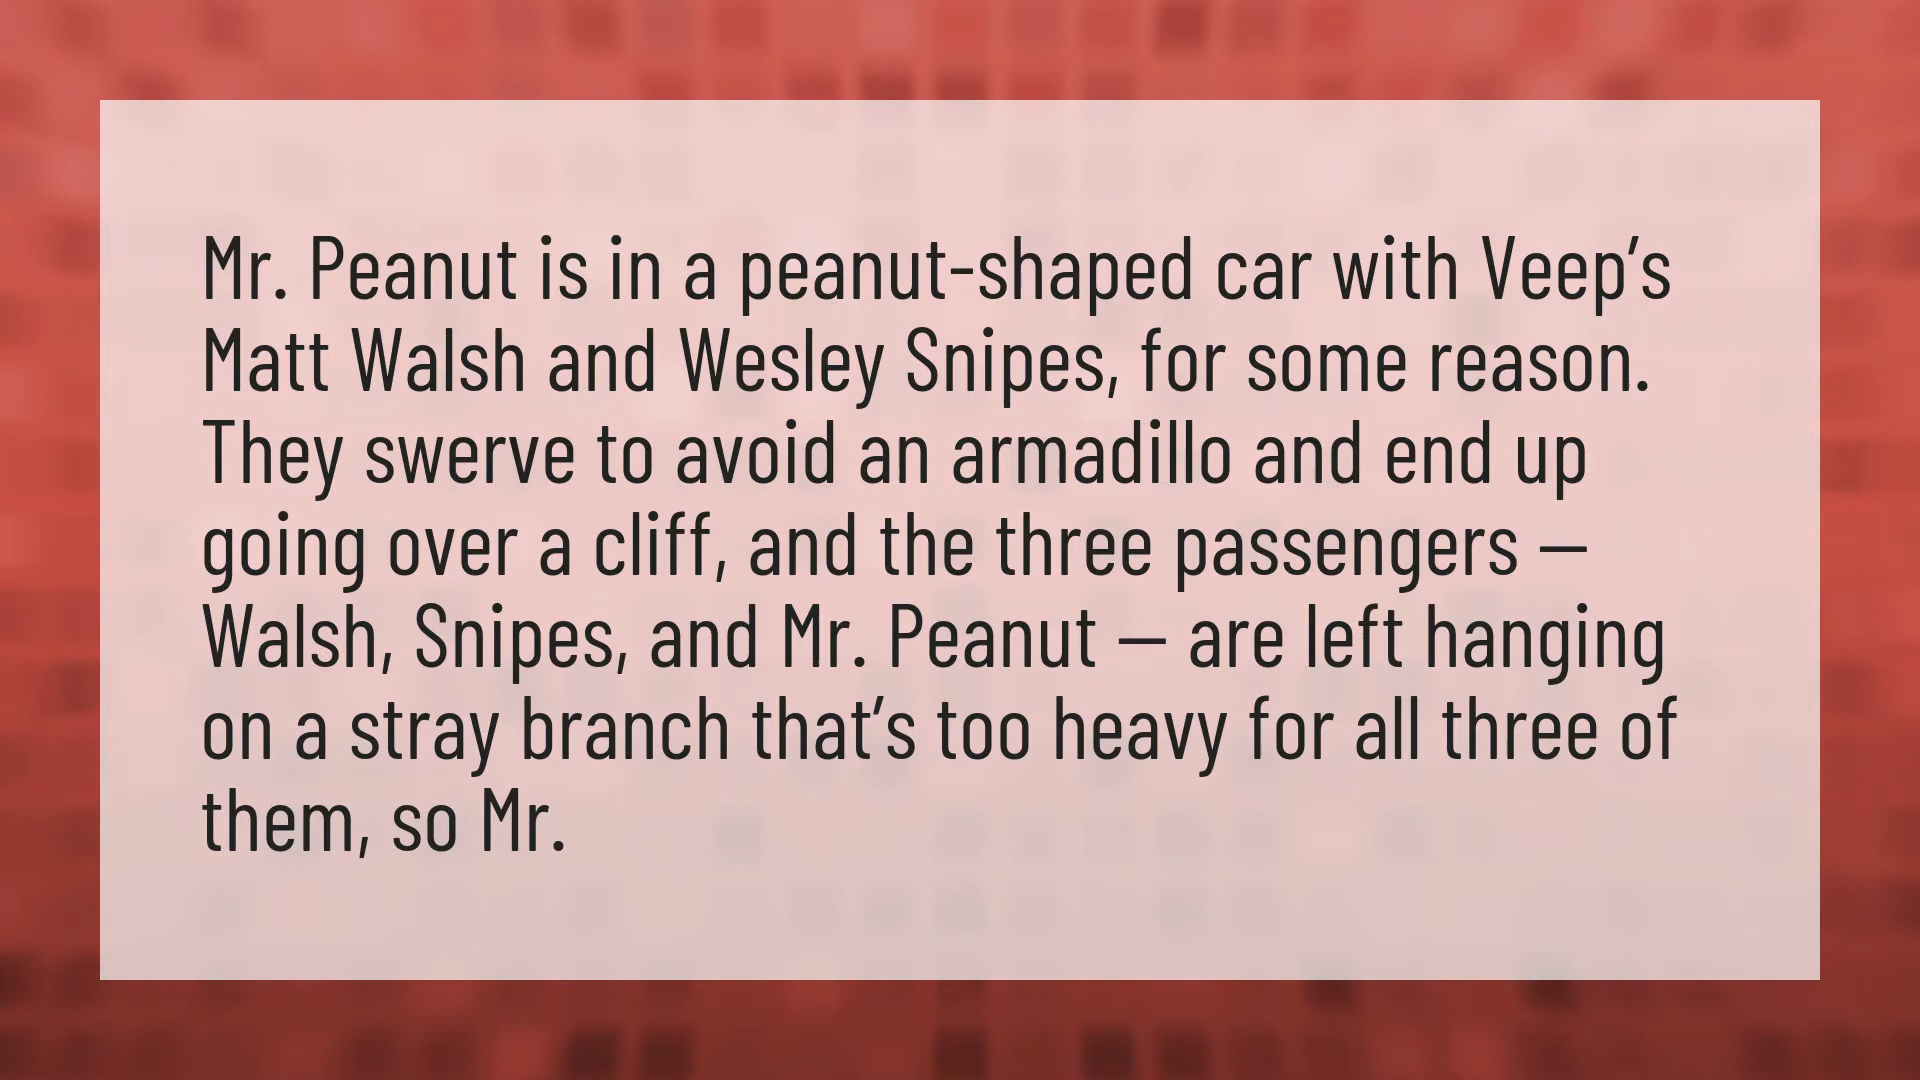 Mr. Peanut is in a peanut-shaped car with Veep’s
Matt Walsh and Wesley Snipes, for some reason.
They swerve to avoid an armadillo and end up
going over a cliff, and the three passengers —
Walsh, Snipes, and Mr. Peanut — are left hanging
on a stray branch that’s too heavy for all three of
them, so Mr.